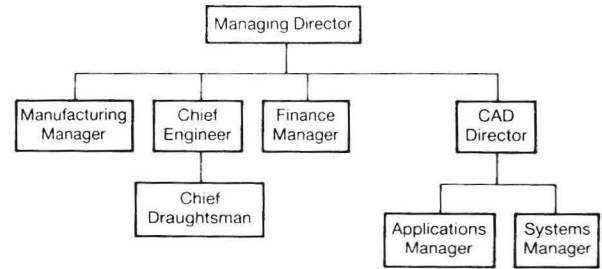 Managing Director
Manufacturing
Manager
Chief
Engineer
Finance
Manager
CAD
Director
Chief
Draughtsman
Applications
Manager
Systems
Manager